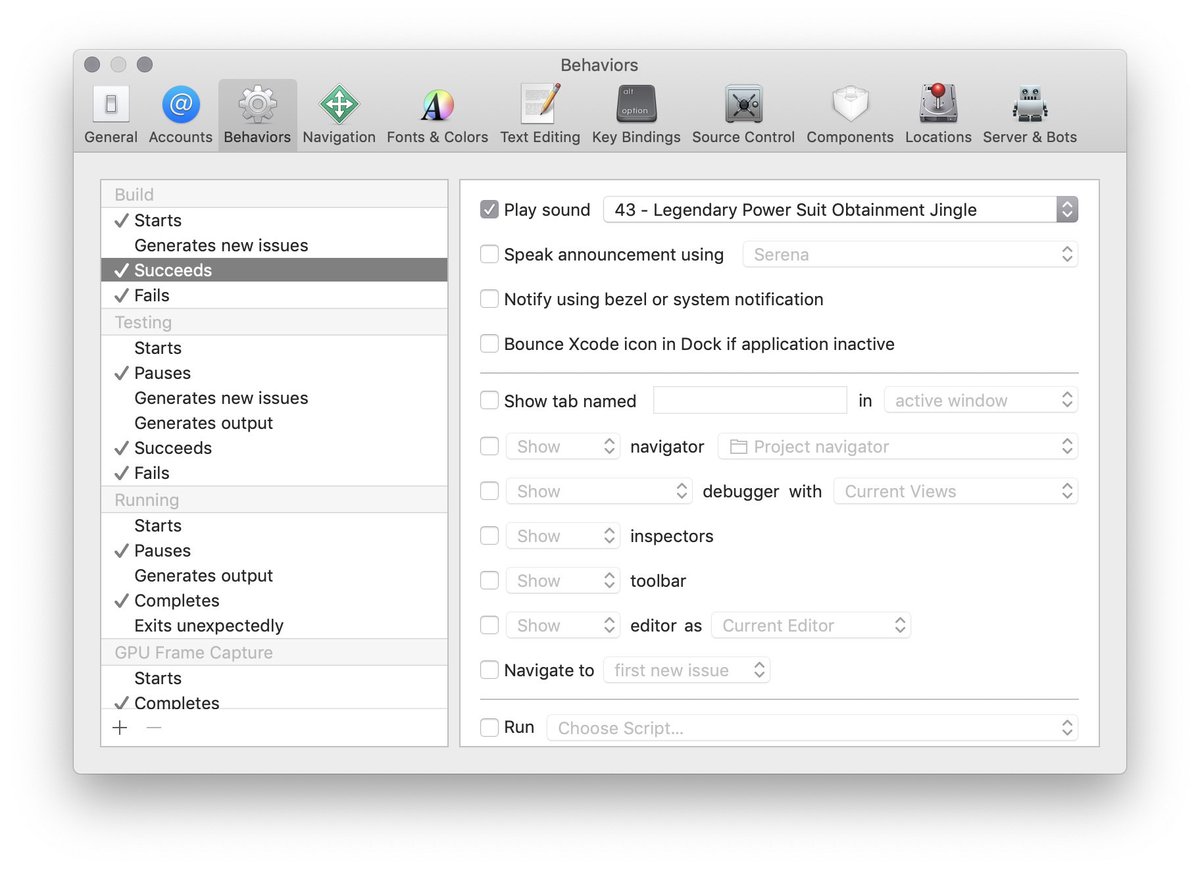 Behaviors
General Accounts Behaviors Navigation Fonts & Colors Text Editing Key Bindings Source Control Components Locations Server & Bots
alt
option
Build
Starts
Generates new issues
Succeeds
Fails
Testing
Starts
Pauses
Generates new issues
Generates output
Succeeds
Fails
Running
Starts
Pauses
Generates output
Completes
Exits unexpectedly
GPU Frame Capture
Starts
Completes
Play sound 43 - Legendary Power Suit Obtainment Jingle
Speak announcement using Serena
Notify using bezel or system notification
Bounce Xcode icon in Dock if application inactive
Show tab named in active window
Show navigator Project navigator
Show debugger with Current Views
Show inspectors
Show toolbar
Show editor as Current Editor
Navigate to first new issue
Run Choose Script...